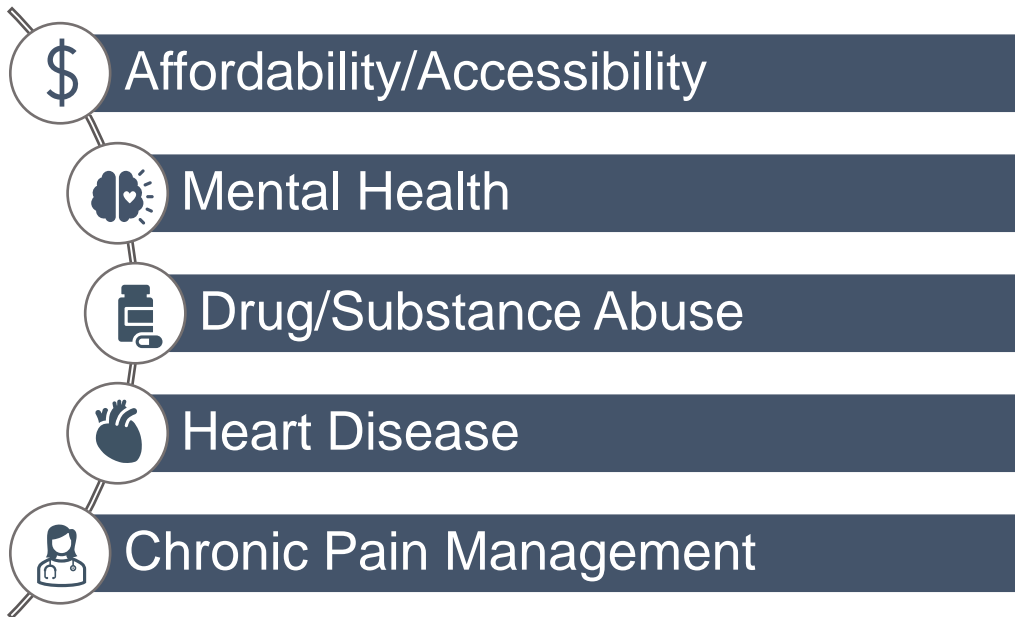 $
Affordability/Accessibility
Mental Health
Drug/Substance Abuse
Heart Disease
Chronic Pain Management